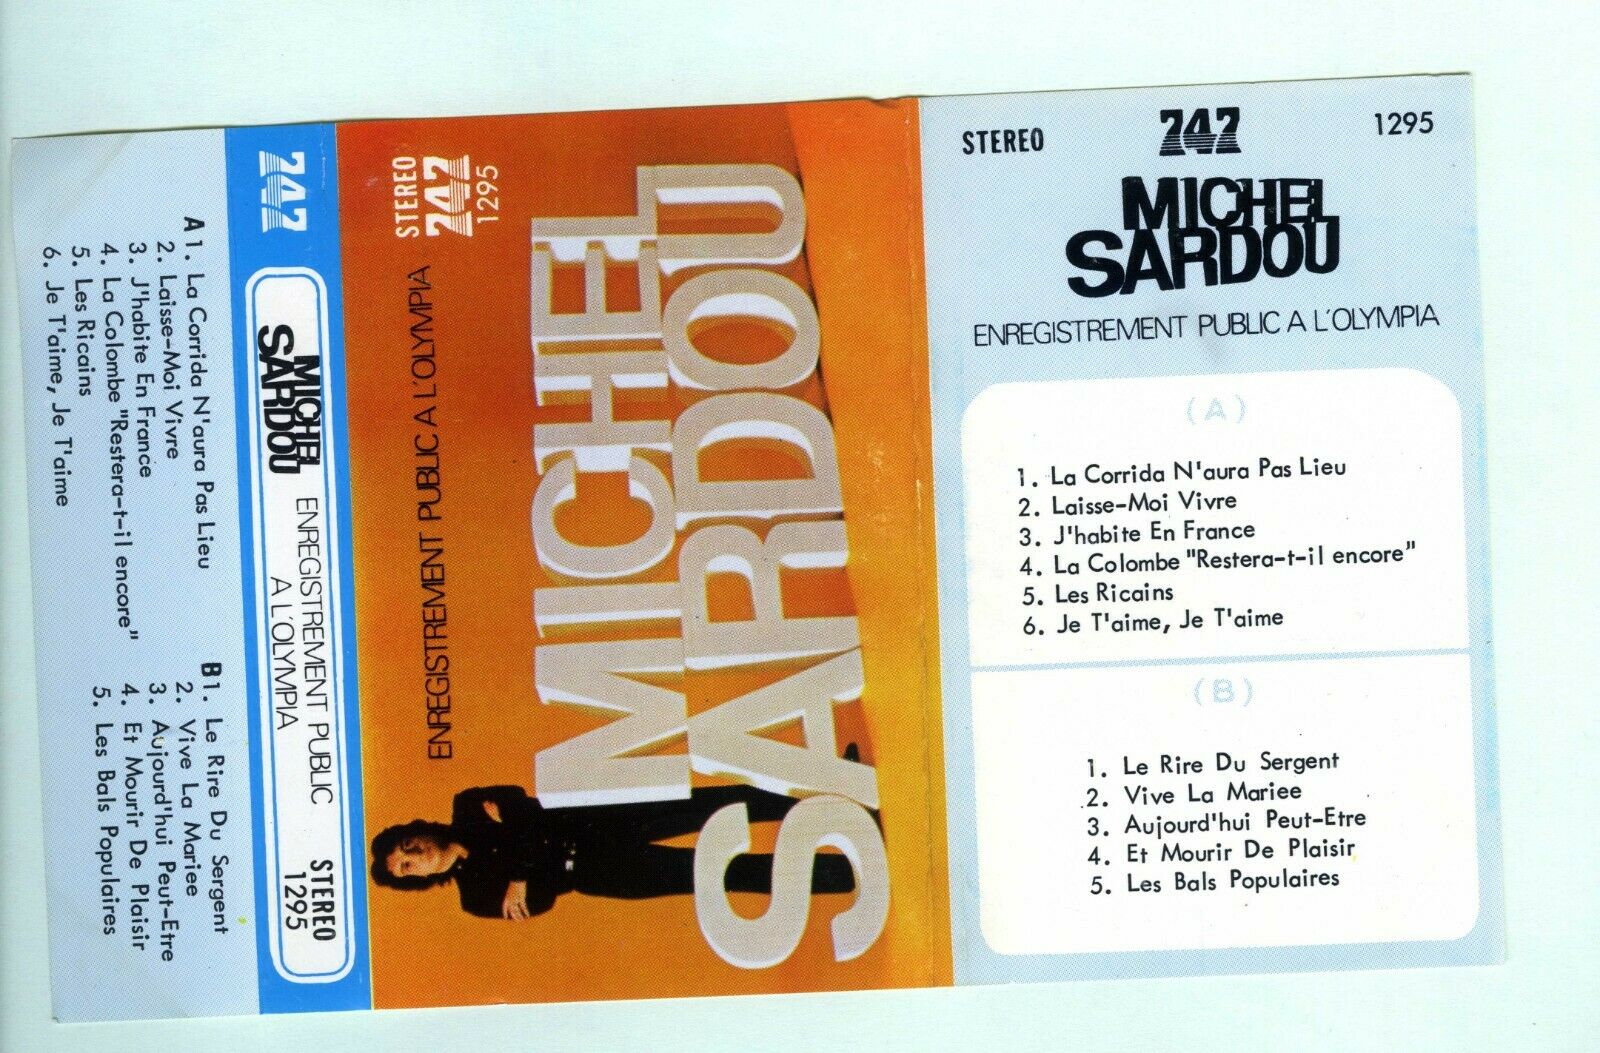 A 1. La Corrida N'aura Pas Lieu
2. Laisse-Moi Vivre
3. J'habite En France
4. La Colombe "Restera-t-il encore"
5. Les Ricains
6. Je T'aime, Je T'aime
B 1. Le Rire Du Sergent
2. Vive La Mariee
3. Aujourd'hui Peut-Etre
4. Et Mourir De Plaisir
5. Les Bals Populaires
747
MICHEL
SARDOU
ENREGISTREMENT PUBLIC
A L'OLYMPIA
STEREO
1295
STEREO
747
1295
ENREGISTREMENT PUBLIC A L'OLYMPIA
MICHEL
SARDOU
STEREO 747 1295
MICHEL
SARDOU
ENREGISTREMENT PUBLIC A L'OLYMPIA
(A)
1. La Corrida N'aura Pas Lieu
2. Laisse-Moi Vivre
3. J'habite En France
4. La Colombe "Restera-t-il encore"
5. Les Ricains
6. Je T'aime, Je T'aime
(B)
1. Le Rire Du Sergent
2. Vive La Mariee
3. Aujourd'hui Peut-Etre
4. Et Mourir De Plaisir
5. Les Bals Populaires